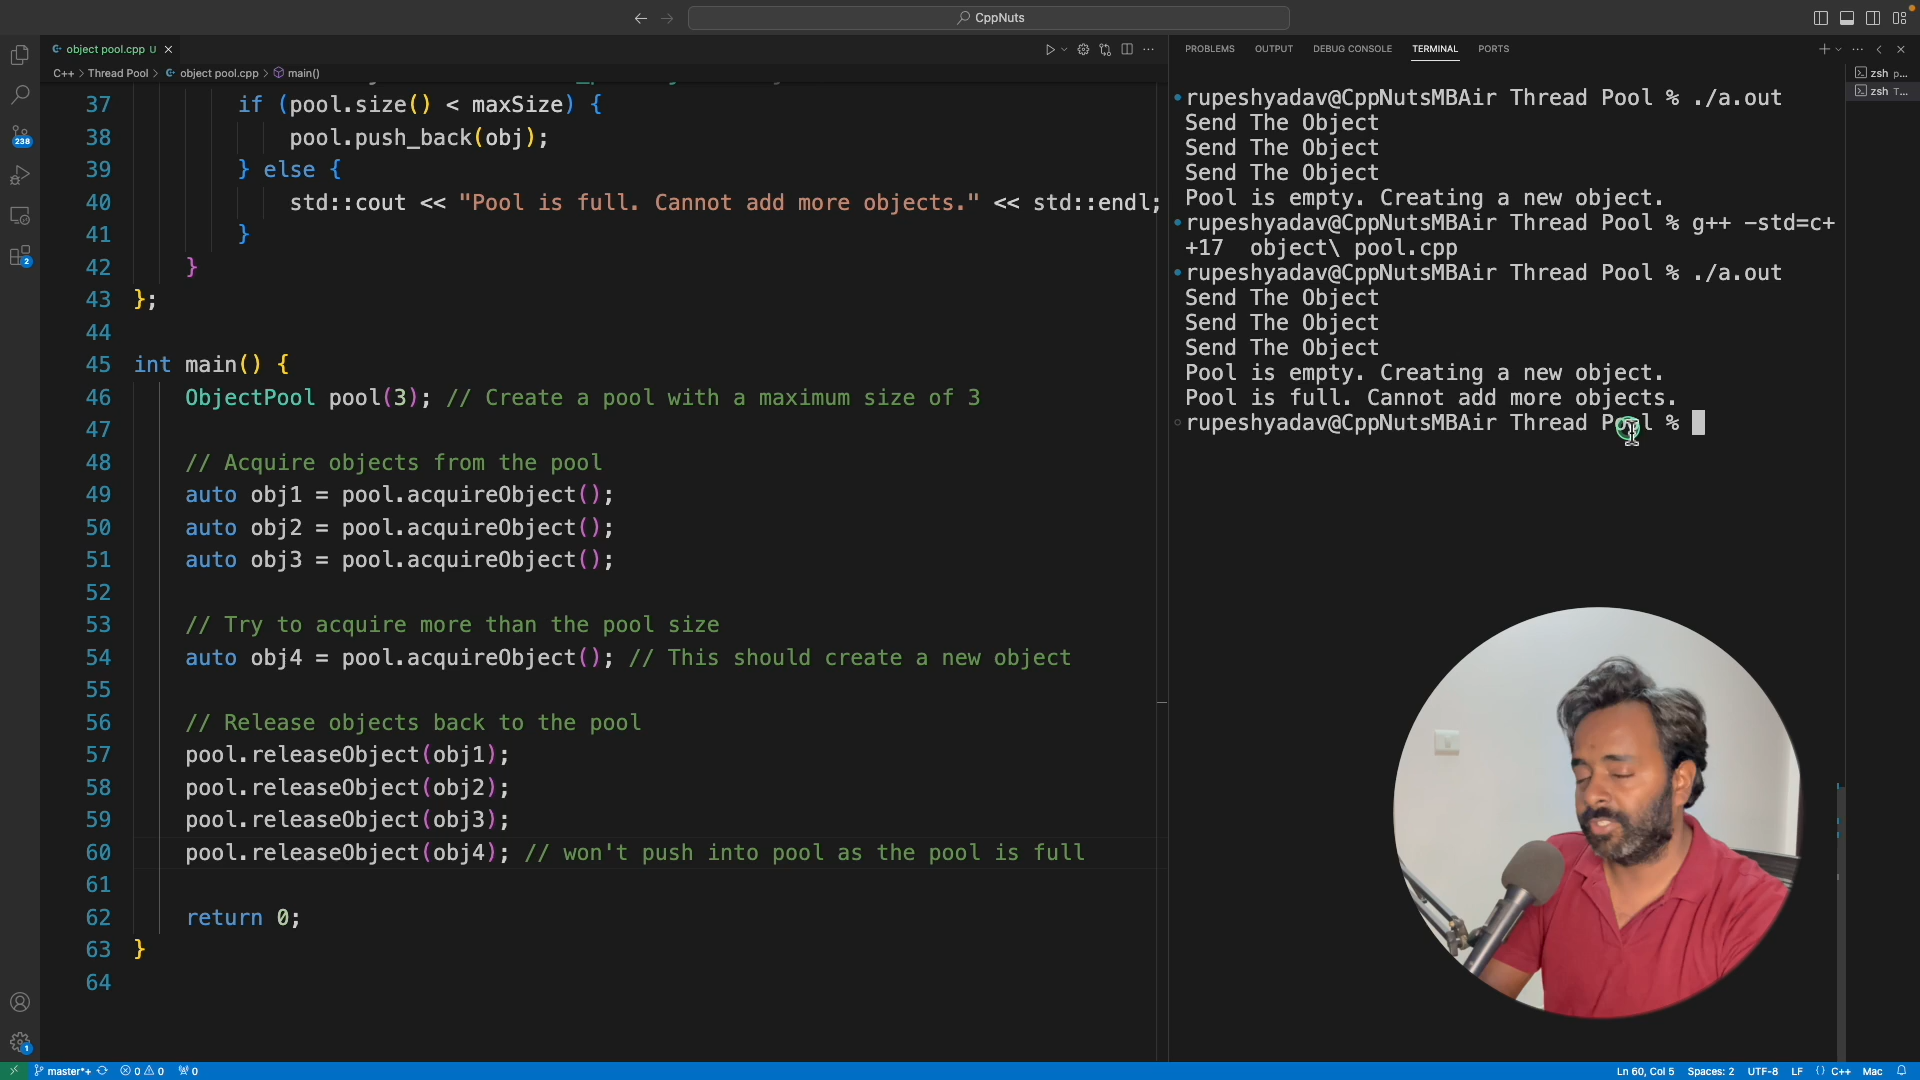 CppNuts
object pool.cpp U
C++ > Thread Pool > object pool.cpp > main()
37 if (pool.size() < maxSize) {
38 pool.push_back(obj);
39 } else {
40 std::cout << "Pool is full. Cannot add more objects." << std::endl;
41 }
42 }
43 };
44
45 int main() {
46 ObjectPool pool(3); // Create a pool with a maximum size of 3
47
48 // Acquire objects from the pool
49 auto obj1 = pool.acquireObject();
50 auto obj2 = pool.acquireObject();
51 auto obj3 = pool.acquireObject();
52
53 // Try to acquire more than the pool size
54 auto obj4 = pool.acquireObject(); // This should create a new object
55
56 // Release objects back to the pool
57 pool.releaseObject(obj1);
58 pool.releaseObject(obj2);
59 pool.releaseObject(obj3);
60 pool.releaseObject(obj4); // won't push into pool as the pool is full
61
62 return 0;
63 }
64
PROBLEMS OUTPUT DEBUG CONSOLE TERMINAL PORTS
rupeshyadav@CppNutsMBAir Thread Pool % ./a.out
Send The Object
Send The Object
Send The Object
Pool is empty. Creating a new object.
rupeshyadav@CppNutsMBAir Thread Pool % g++ -std=c+
+17 object\ pool.cpp
rupeshyadav@CppNutsMBAir Thread Pool % ./a.out
Send The Object
Send The Object
Send The Object
Pool is empty. Creating a new object.
Pool is full. Cannot add more objects.
rupeshyadav@CppNutsMBAir Thread Pool %
zsh p...
zsh T...
238
2
1
master*+ 0 0 0
Ln 60, Col 5 Spaces: 2 UTF-8 LF {} C++ Mac